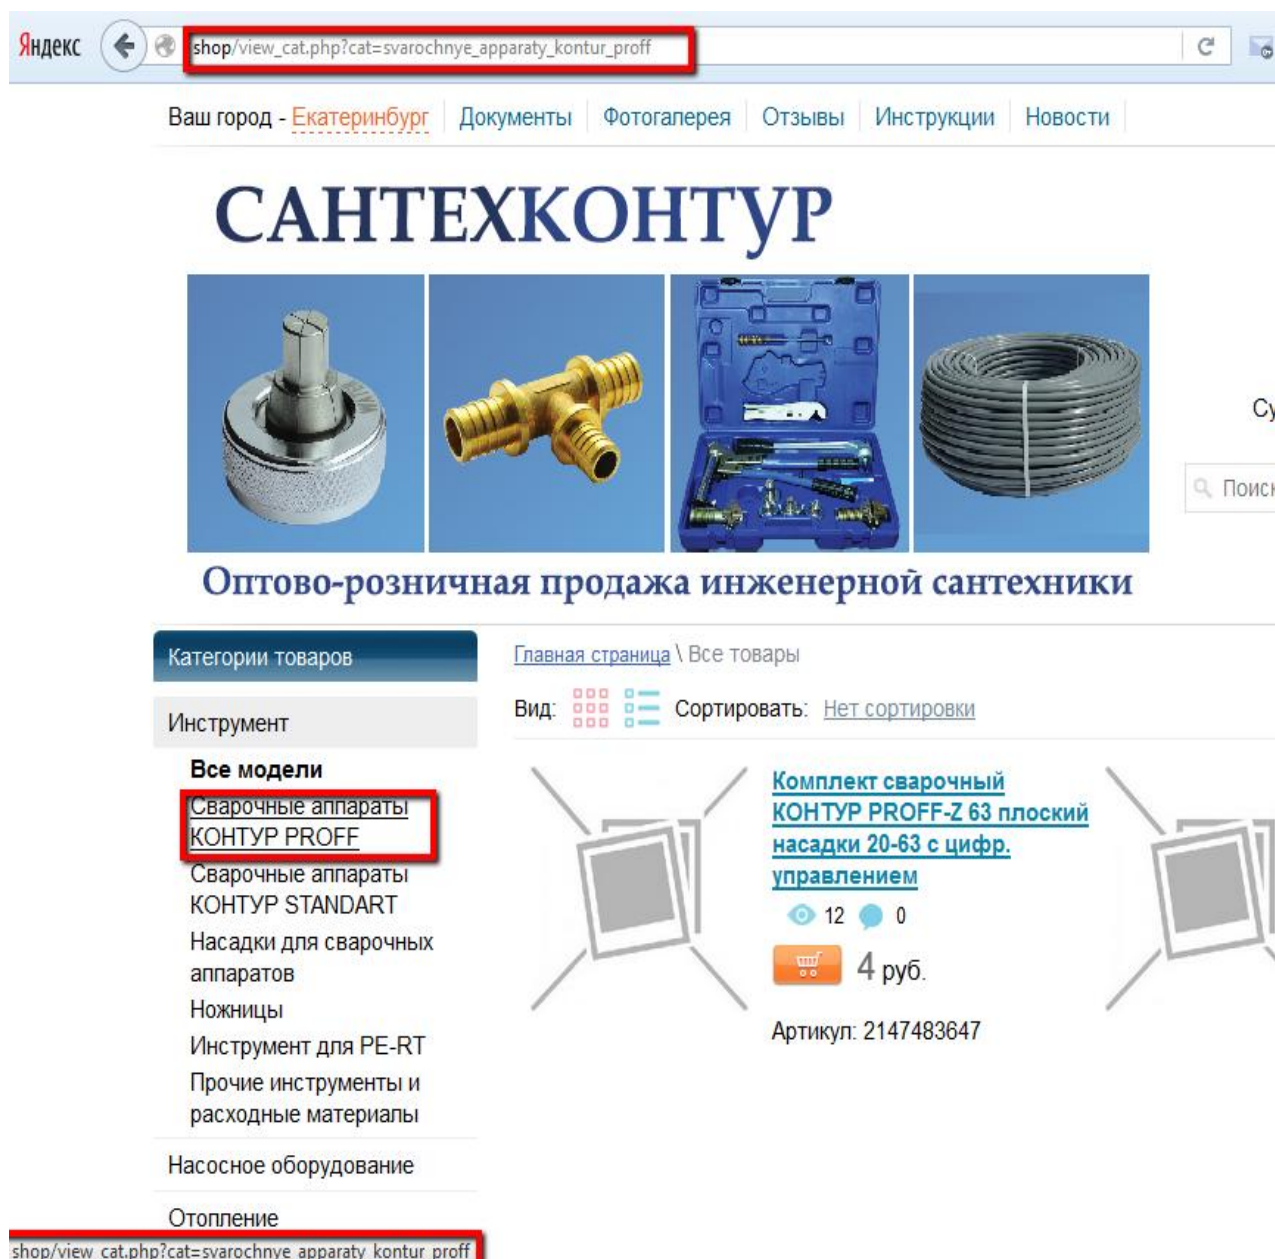 Яндекс
shop/view_cat.php?cat=svarochnye_apparaty_kontur_proff
Ваш город - Екатеринбург Документы Фотогалерея Отзывы Инструкции Новости
САНТЕХКОНТУР
Су
Поиск
Оптово-розничная продажа инженерной сантехники
Категории товаров
Инструмент
Все модели
Сварочные аппараты
КОНТУР PROFF
Сварочные аппараты
КОНТУР STANDART
Насадки для сварочных
аппаратов
Ножницы
Инструмент для PE-RT
Прочие инструменты и
расходные материалы
Насосное оборудование
Отопление
Главная страница \ Все товары
Вид: Сортировать: Нет сортировки
Комплект сварочный
КОНТУР PROFF-Z 63 плоский
насадки 20-63 с цифр.
управлением
12 0
4 руб.
Артикул: 2147483647
shop/view_cat.php?cat=svarochnye_apparaty_kontur_proff